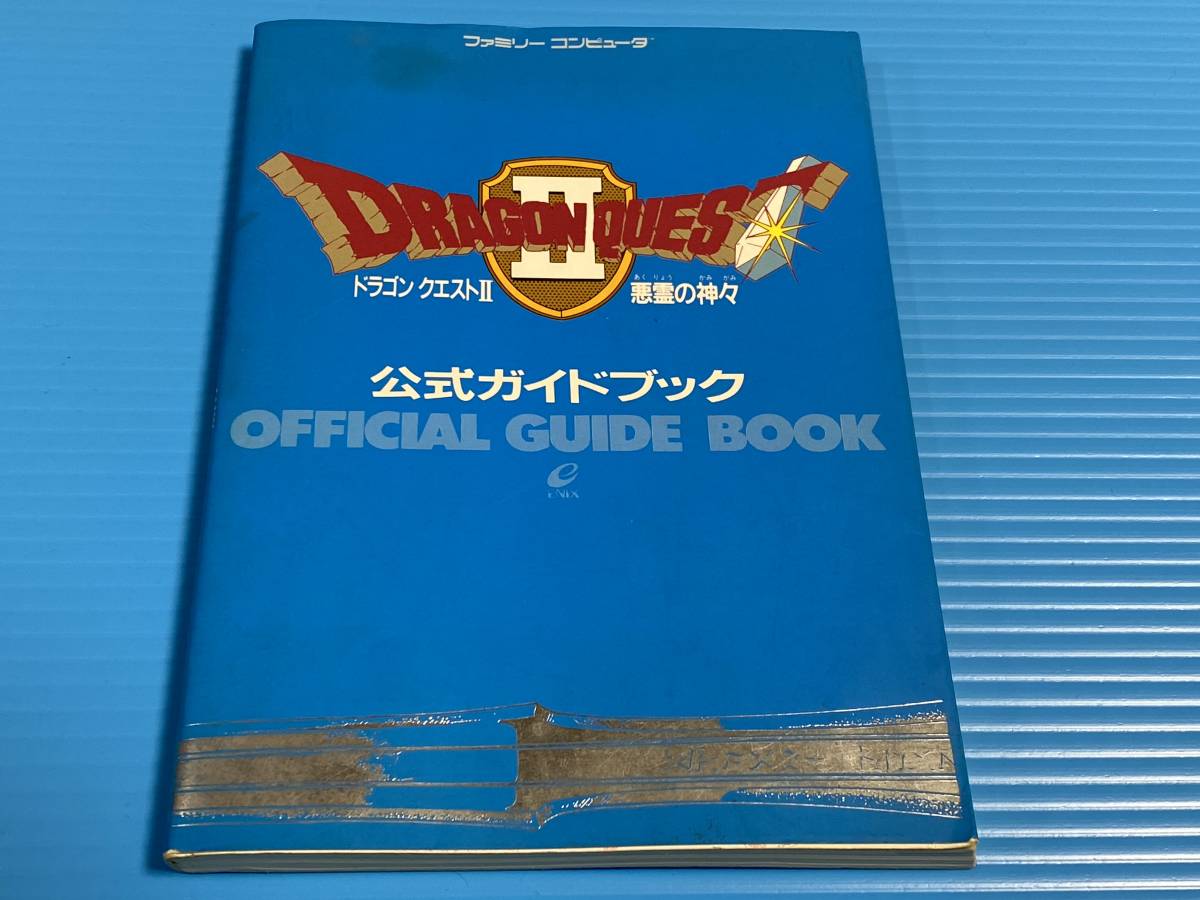 ファミリー コンピュータ™
DRAGON QUEST
II
ドラゴン クエストII
あくりょう かみがみ
悪霊の神々
公式ガイドブック
OFFICIAL GUIDE BOOK
e
ENIX